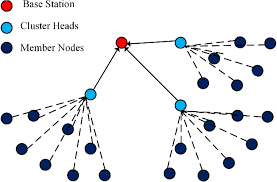 Base Station
Cluster Heads
Member Nodes